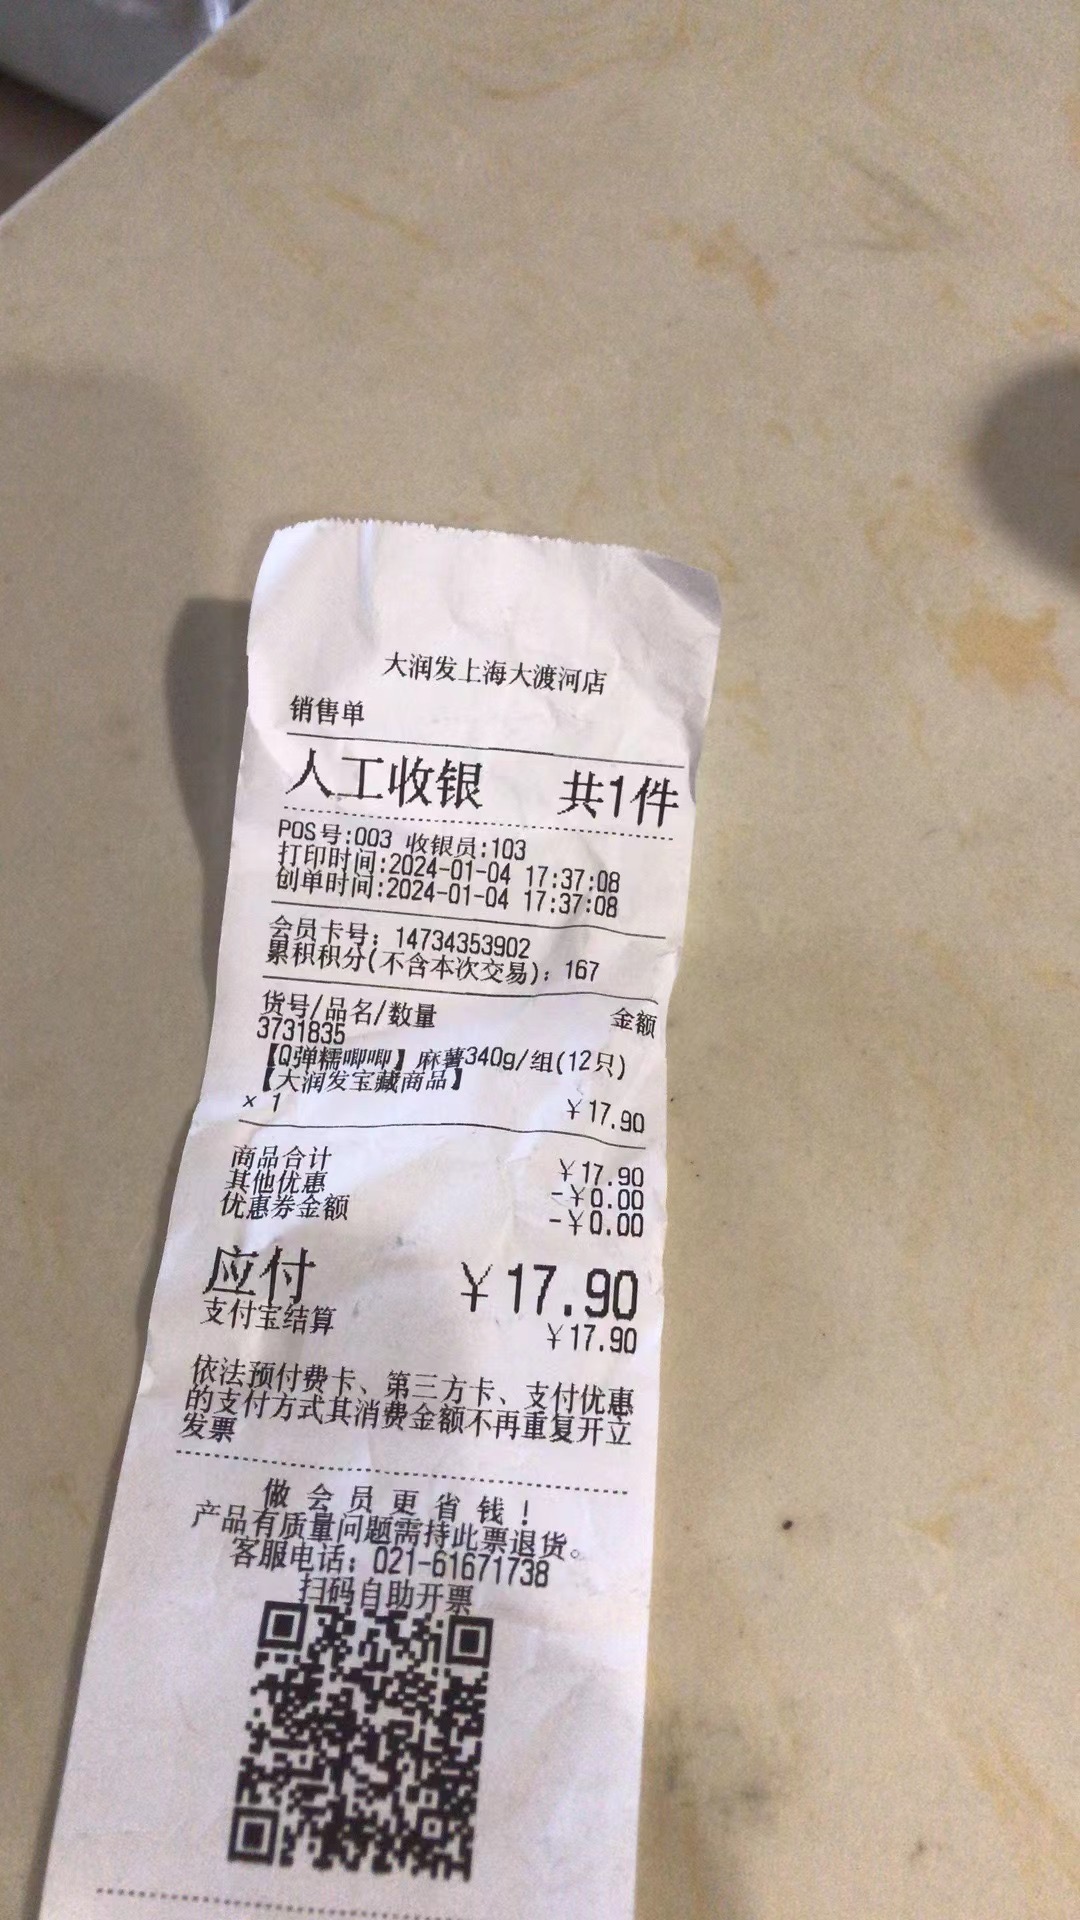 大润发上海大渡河店
销售单
人工收银 共1件
POS号:003 收银员:103
打印时间:2024-01-04 17:37:08
创单时间:2024-01-04 17:37:08
会员卡号：14734353902
累积积分(不含本次交易)：167
货号/品名/数量 金额
3731835
【Q弹糯唧唧】麻薯340g/组(12只)
【大润发宝藏商品】
x 1 ￥17.90
商品合计 ￥17.90
其他优惠 -￥0.00
优惠券金额 -￥0.00
应付 ￥17.90
支付宝结算 ￥17.90
依法预付费卡、第三方卡、支付优惠
的支付方式其消费金额不再重复开立
发票
做会员更省钱！
产品有质量问题需持此票退货。
客服电话：021-61671738
扫码自助开票